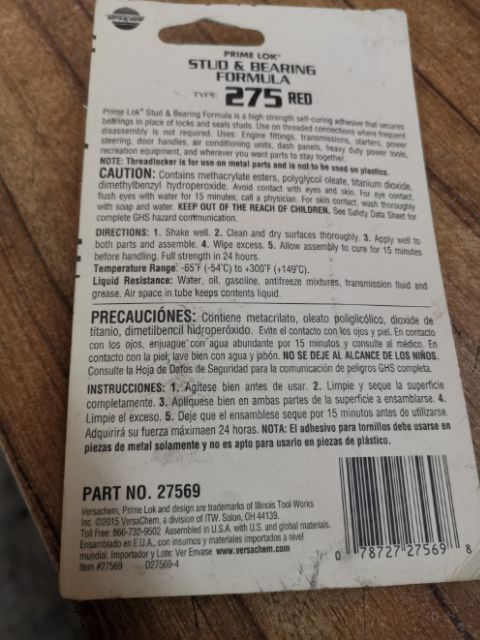 VERSACHEM
PRIME LOK®
STUD & BEARING
FORMULA
TYPE 275 RED
Prime Lok® Stud & Bearing Formula is a high strength self-curing adhesive that secures
bearings in place of locks and seals studs. Use on threaded connections where frequent
disassembly is not required. Uses: Engine fittings, transmissions, starters, power
steering, door handles, air conditioning units, dash panels, heavy duty power tools,
recreation equipment, and wherever you want parts to stay together.
NOTE: Threadlocker is for use on metal parts and is not to be used on plastics.
CAUTION: Contains methacrylate esters, polyglycol oleate, titanium dioxide,
dimethylbenzyl hydroperoxide. Avoid contact with eyes and skin. For eye contact,
flush eyes with water for 15 minutes; call a physician. For skin contact, wash thoroughly
with soap and water. KEEP OUT OF THE REACH OF CHILDREN. See Safety Data Sheet for
complete GHS hazard communication.
DIRECTIONS: 1. Shake well. 2. Clean and dry surfaces thoroughly. 3. Apply well to
both parts and assemble. 4. Wipe excess. 5. Allow assembly to cure for 15 minutes
before handling. Full strength in 24 hours.
Temperature Range: -65°F (-54°C) to +300°F (+149°C).
Liquid Resistance: Water, oil, gasoline, antifreeze mixtures, transmission fluid and
grease. Air space in tube keeps contents liquid.
PRECAUCIÓNES: Contiene metacrilato, oleato poliglicólico, dioxide de
titanio, dimetilbencil hidroperóxido. Evite el contacto con los ojos y piel. En contacto
con los ojos, enjuague con agua abundante por 15 minutos y consulte al médico. En
contacto con la piel, lave bien con agua y jabón. NO SE DEJE AL ALCANCE DE LOS NIÑOS.
Consulte la Hoja de Datos de Seguridad para la comunicación de peligros GHS completa.
INSTRUCCIONES: 1. Agítese bien antes de usar. 2. Limpie y seque la superficie
completamente. 3. Aplíquese bien en ambas partes de la superficie a ensamblarse. 4.
Limpie el exceso. 5. Deje que el ensamblese seque por 15 minutos antes de utilizarse.
Adquirirá su fuerza máximaen 24 horas. NOTA: El adhesivo para tornillos debe usarse en
piezas de metal solamente y no es apto para usarlo en piezas de plástico.
PART NO. 27569
Versachem, Prime Lok and design are trademarks of Illinois Tool Works
Inc. ©2015 VersaChem, a division of ITW. Solon, OH 44139.
Toll Free: 866-732-9502 Assembled in U.S.A. with U.S. and global materials.
Ensamblado en E.U.A., con insumos y materiales importados a nivel
mundial. Importador y Lote: Ver Envase www.versachem.com
Item #27569 D27569-4
0 78727 27569 8